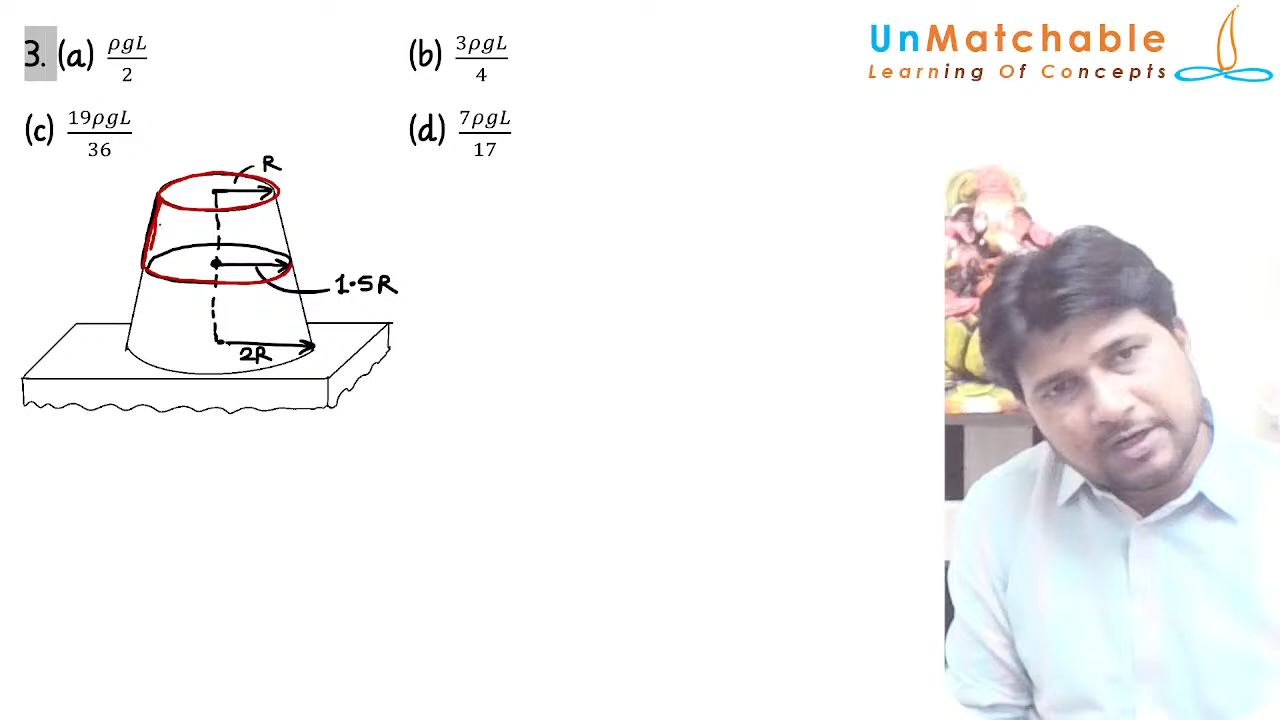 UnMatchable
Learning Of Concepts
3. (a) ρgL/2 (b) 3ρgL/4
(c) 19ρgL/36 (d) 7ρgL/17
R
1.5R
2R